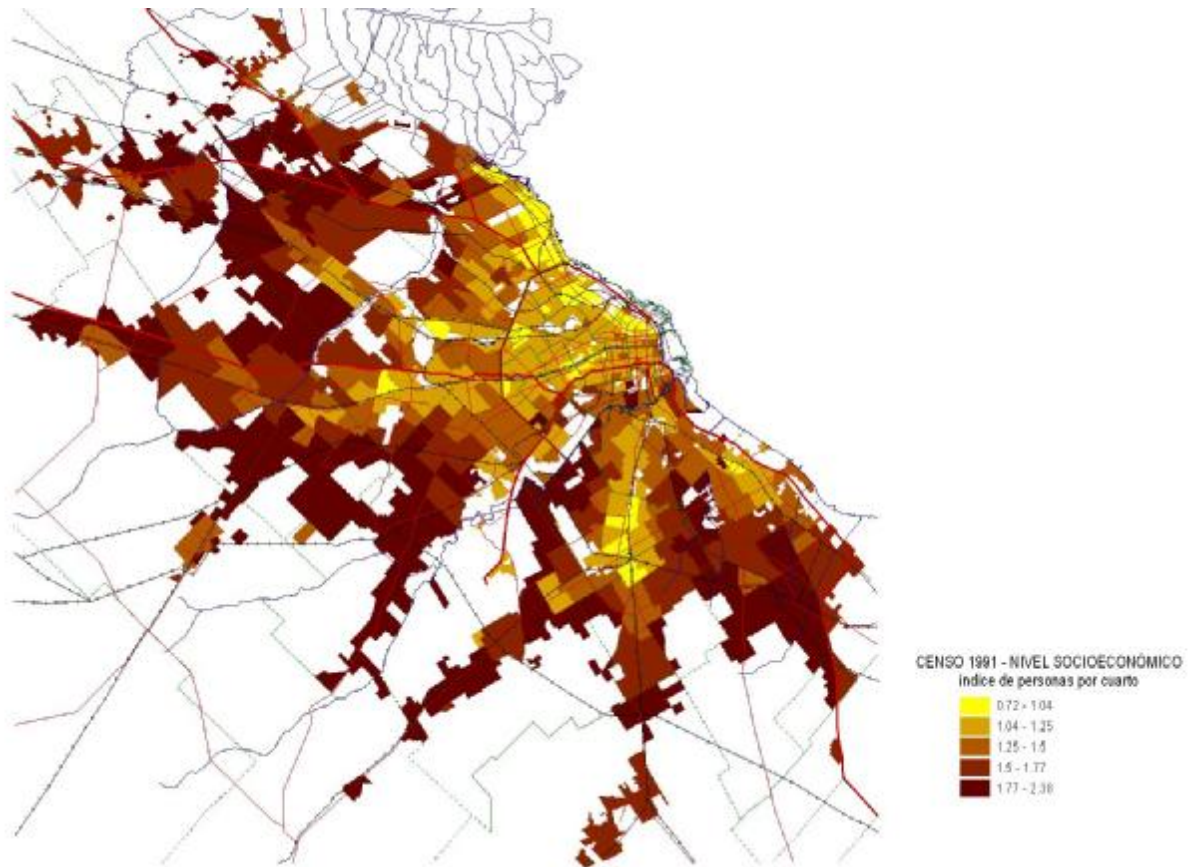 CENSO 1991 - NIVEL SOCIOECONÓMICO
índice de personas por cuarto
0.72 - 1.04
1.04 - 1.25
1.25 - 1.5
1.5 - 1.77
1.77 - 2.38